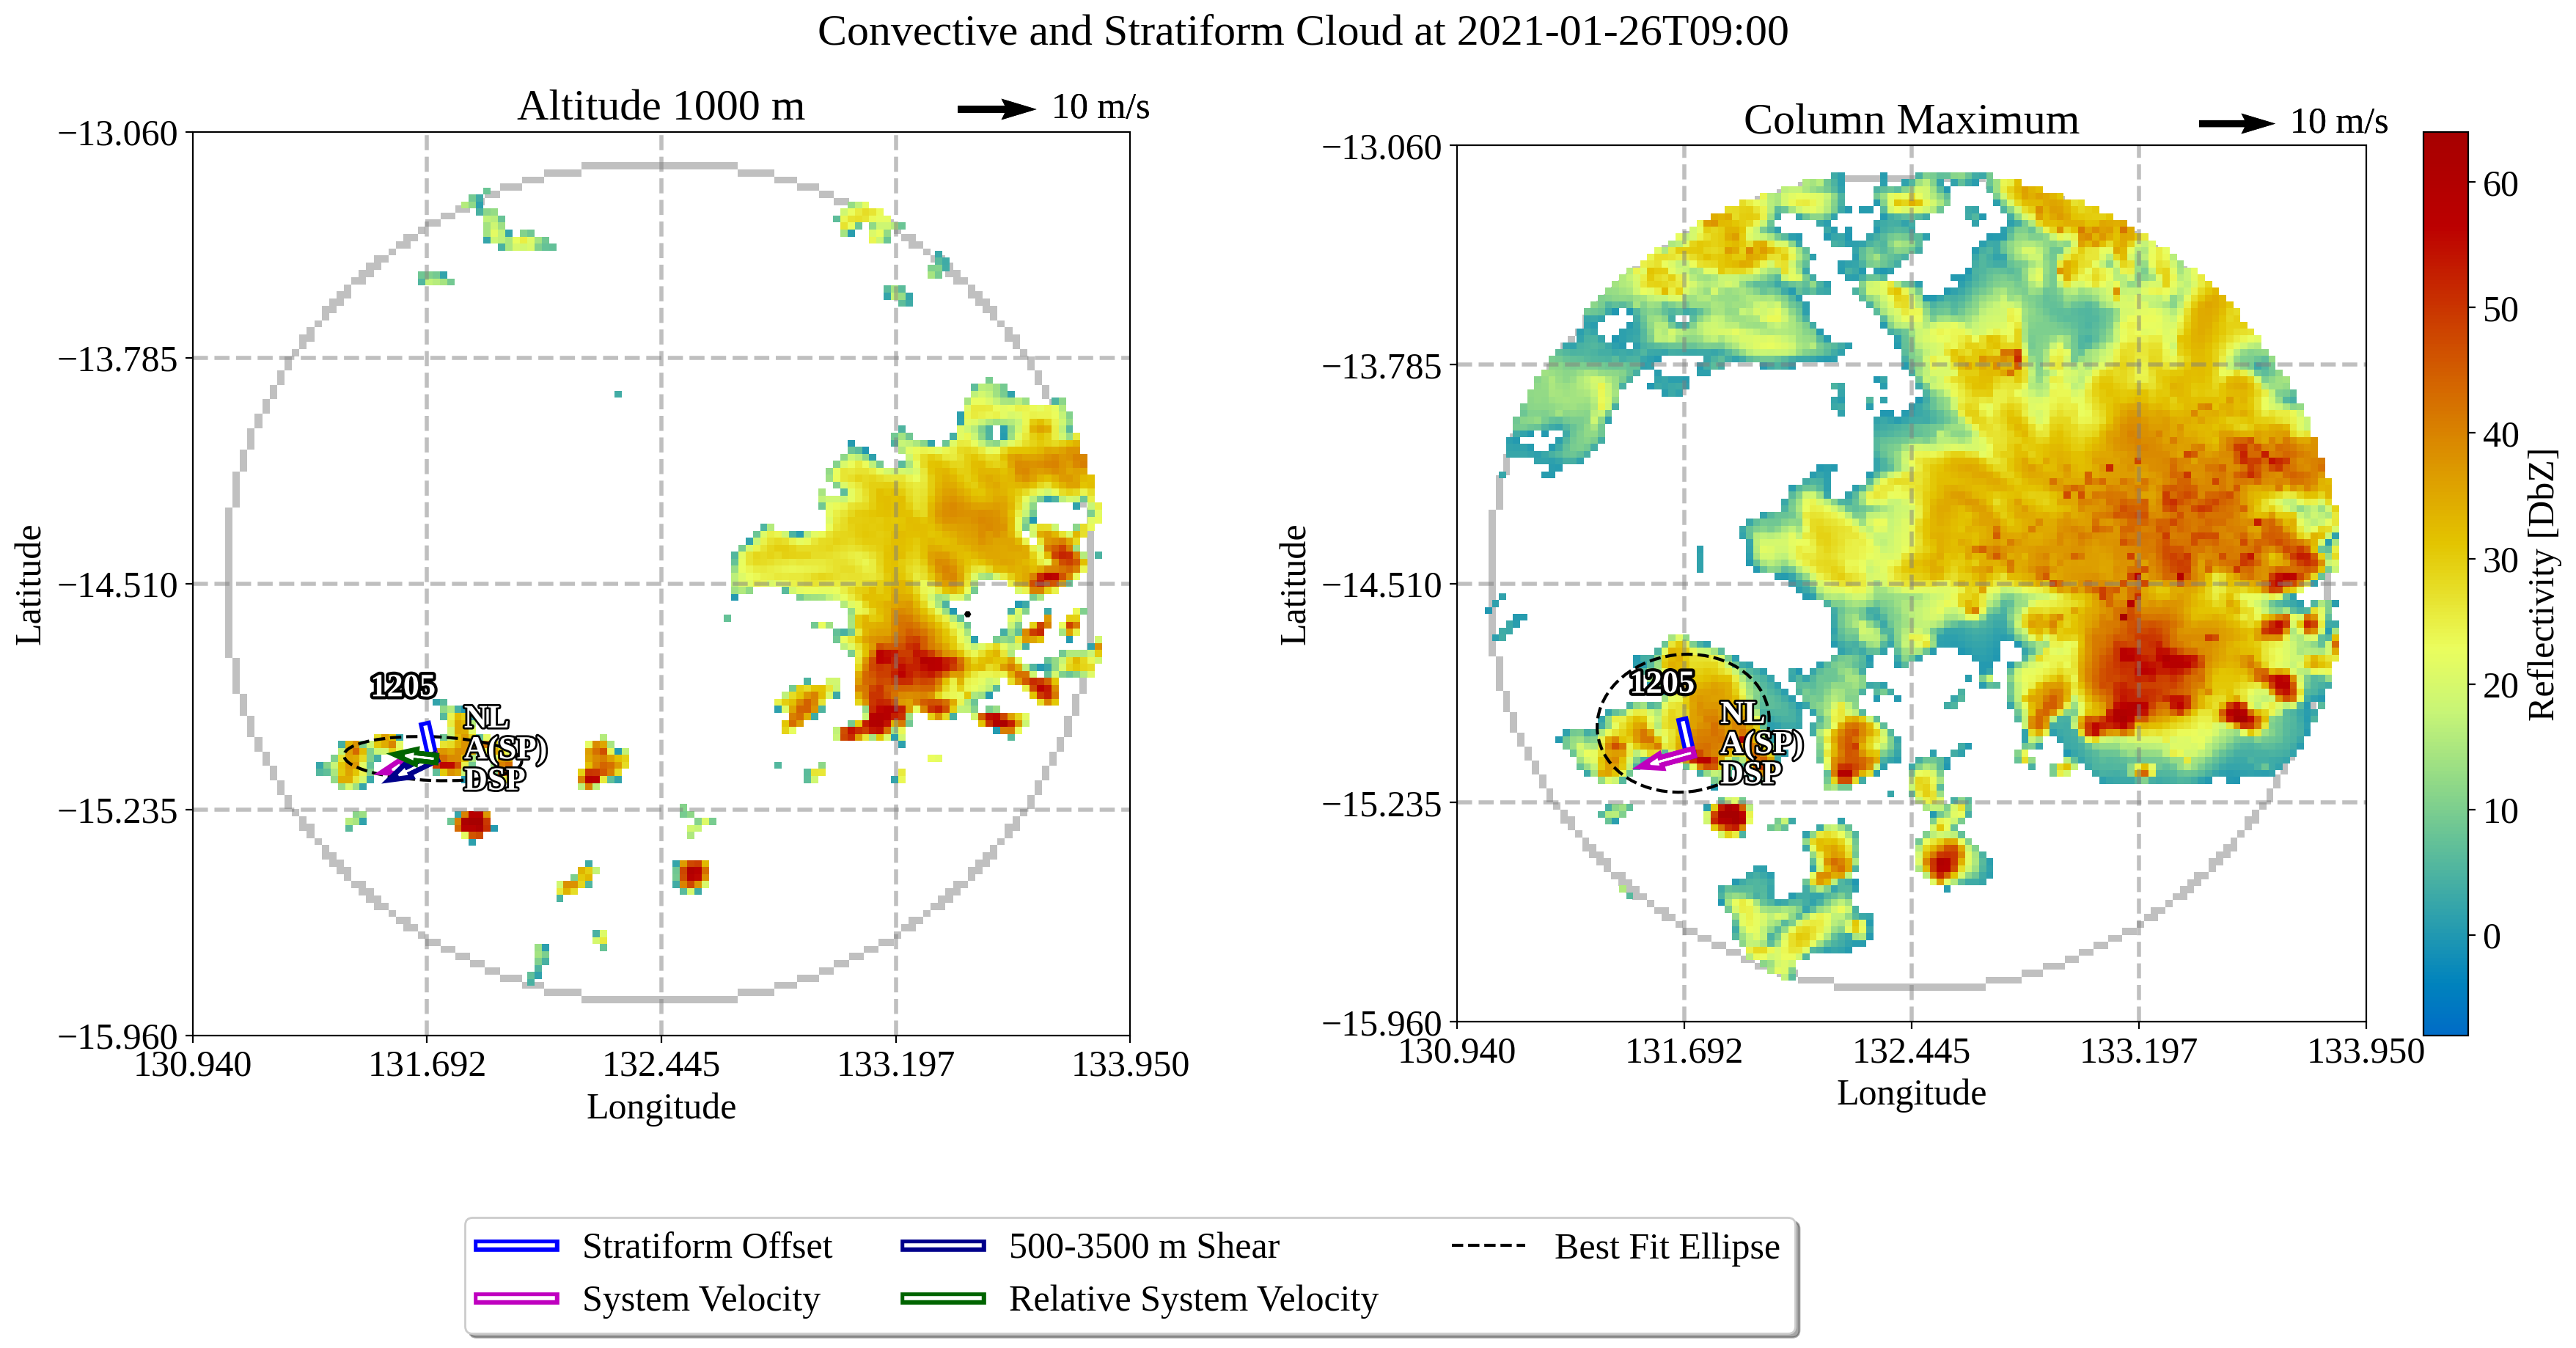 Convective and Stratiform Cloud at 2021-01-26T09:00
Altitude 1000 m
10 m/s
−13.060
−13.785
−14.510
−15.235
−15.960
Latitude
1205
NL
A(SP)
DSP
130.940
131.692
132.445
133.197
133.950
Longitude
Column Maximum
10 m/s
−13.060
−13.785
−14.510
−15.235
−15.960
Latitude
1205
NL
A(SP)
DSP
130.940
131.692
132.445
133.197
133.950
Longitude
60
50
40
30
20
10
0
Reflectivity [DbZ]
Stratiform Offset
System Velocity
500-3500 m Shear
Relative System Velocity
Best Fit Ellipse